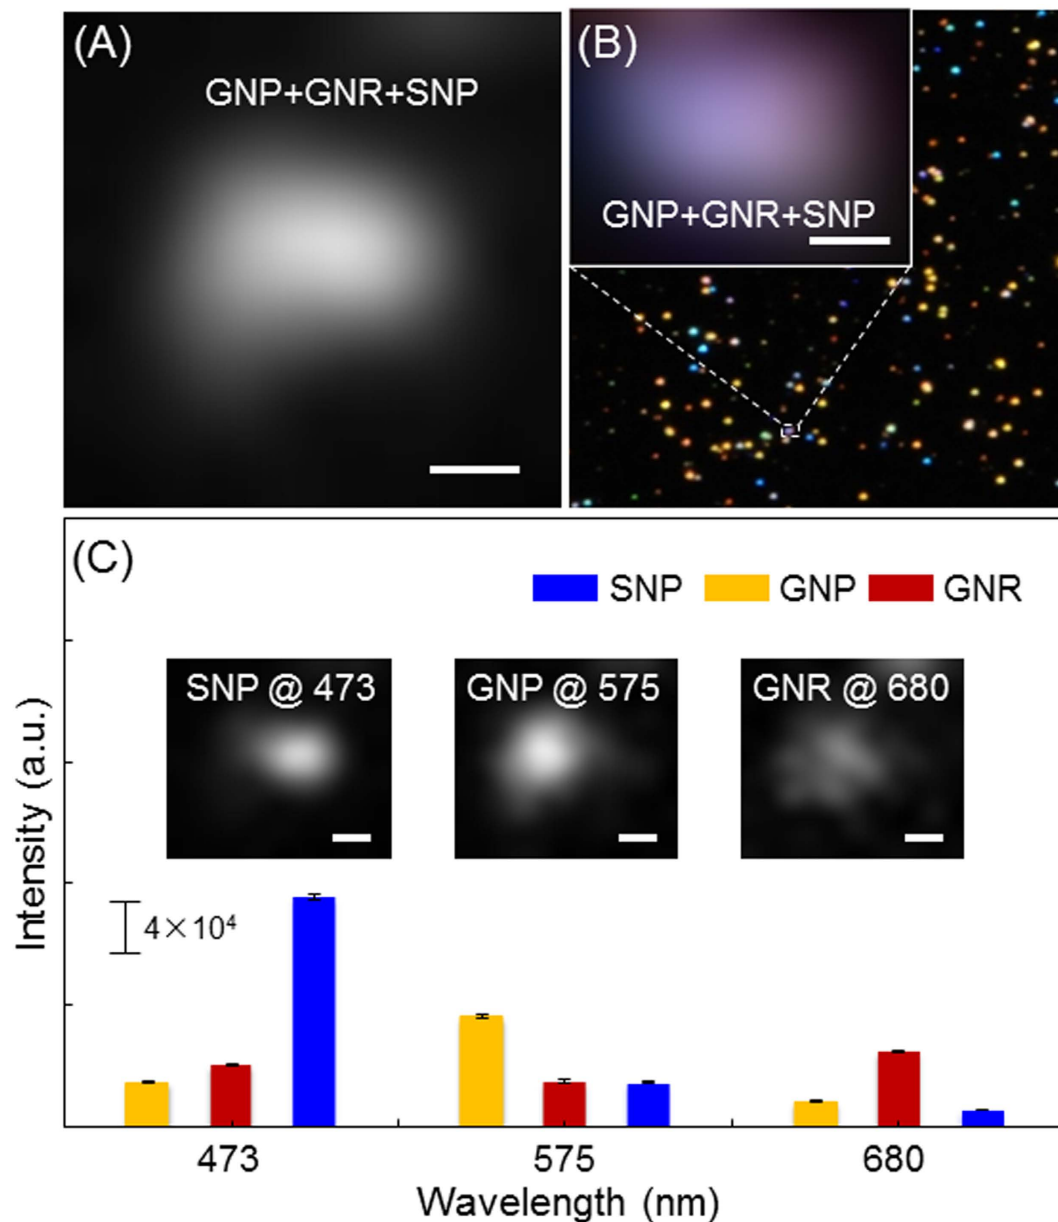 (A)
GNP+GNR+SNP
(B)
GNP+GNR+SNP
(C)
SNP GNP GNR
SNP @ 473
GNP @ 575
GNR @ 680
Intensity (a.u.)
4×10⁴
473 575 680
Wavelength (nm)